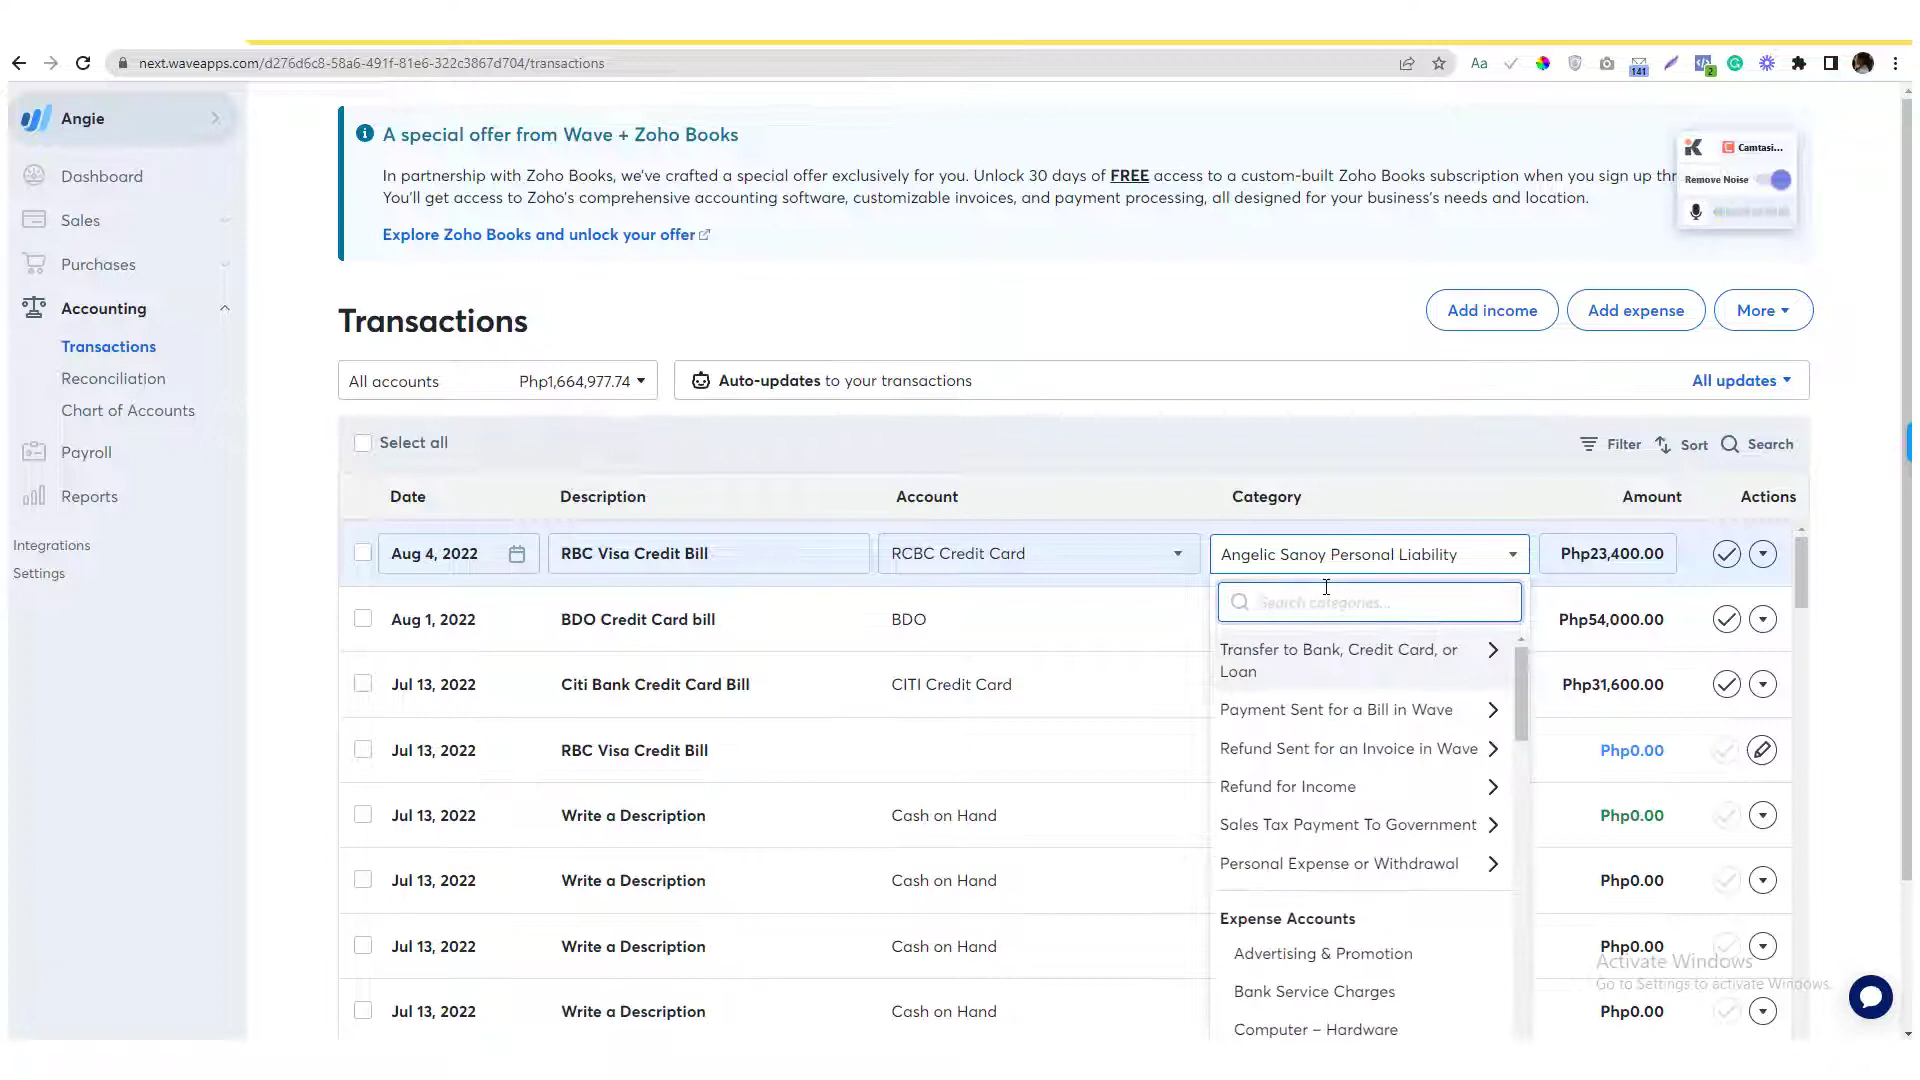 next.waveapps.com/d276d6c8-58a6-491f-81e6-322c3867d704/transactions
Aa
141
2
Angie
Dashboard
Sales
Purchases
Accounting
Transactions
Reconciliation
Chart of Accounts
Payroll
Reports
Integrations
Settings
A special offer from Wave + Zoho Books
In partnership with Zoho Books, we've crafted a special offer exclusively for you. Unlock 30 days of FREE access to a custom-built Zoho Books subscription when you sign up thr
You'll get access to Zoho's comprehensive accounting software, customizable invoices, and payment processing, all designed for your business's needs and location.
Explore Zoho Books and unlock your offer
Camtasi...
Remove Noise
Transactions
Add income
Add expense
More
All accounts Php1,664,977.74
Auto-updates to your transactions
All updates
Select all
Filter Sort Search
Date Description Account Category Amount Actions
Aug 4, 2022 RBC Visa Credit Bill RCBC Credit Card Angelic Sanoy Personal Liability Php23,400.00
Aug 1, 2022 BDO Credit Card bill BDO Php54,000.00
Jul 13, 2022 Citi Bank Credit Card Bill CITI Credit Card Php31,600.00
Jul 13, 2022 RBC Visa Credit Bill Php0.00
Jul 13, 2022 Write a Description Cash on Hand Php0.00
Jul 13, 2022 Write a Description Cash on Hand Php0.00
Jul 13, 2022 Write a Description Cash on Hand Php0.00
Jul 13, 2022 Write a Description Cash on Hand Php0.00
Search categories...
Transfer to Bank, Credit Card, or
Loan
Payment Sent for a Bill in Wave
Refund Sent for an Invoice in Wave
Refund for Income
Sales Tax Payment To Government
Personal Expense or Withdrawal
Expense Accounts
Advertising & Promotion
Bank Service Charges
Computer – Hardware
Activate Windows
Go to Settings to activate Windows.